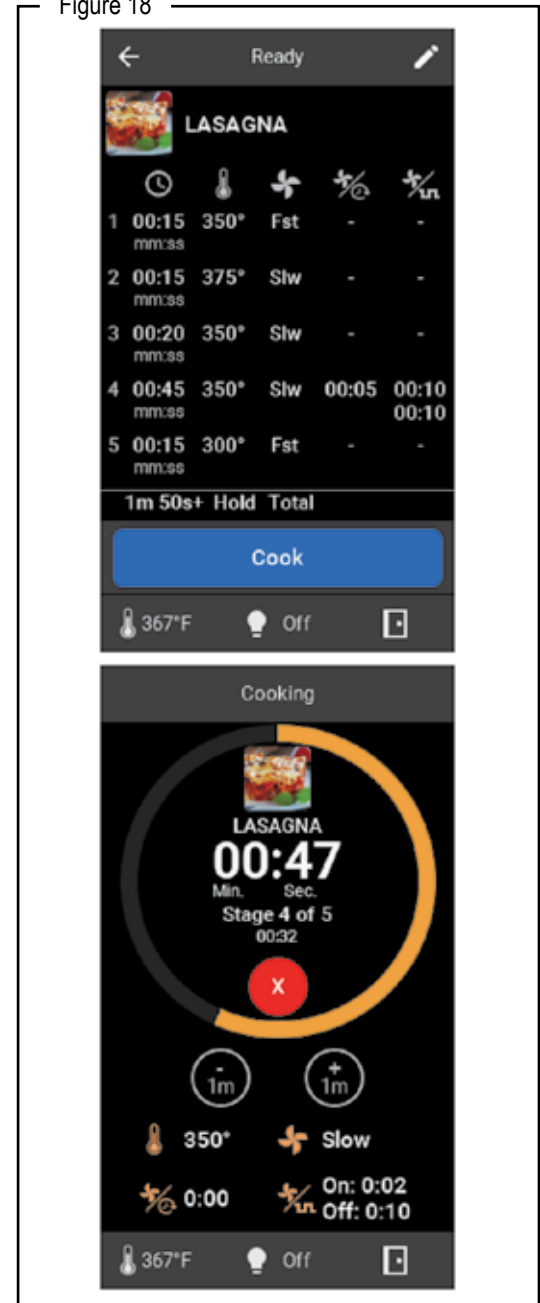 Figure 18
Ready
LASAGNA
1 00:15 350° Fst - -
mm:ss
2 00:15 375° Slw - -
mm:ss
3 00:20 350° Slw - -
mm:ss
4 00:45 350° Slw 00:05 00:10
mm:ss 00:10
5 00:15 300° Fst - -
mm:ss
1m 50s+ Hold Total
Cook
367°F Off
Cooking
LASAGNA
00:47
Min. Sec.
Stage 4 of 5
00:32
X
- +
1m 1m
350° Slow
0:00 On: 0:02
Off: 0:10
367°F Off